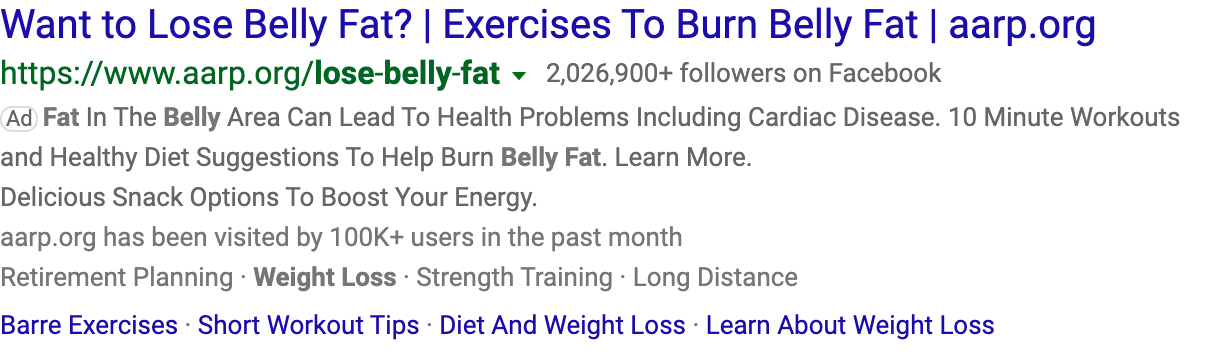 Want to Lose Belly Fat? | Exercises To Burn Belly Fat | aarp.org
https://www.aarp.org/lose-belly-fat 2,026,900+ followers on Facebook
Ad Fat In The Belly Area Can Lead To Health Problems Including Cardiac Disease. 10 Minute Workouts
and Healthy Diet Suggestions To Help Burn Belly Fat. Learn More.
Delicious Snack Options To Boost Your Energy.
aarp.org has been visited by 100K+ users in the past month
Retirement Planning · Weight Loss · Strength Training · Long Distance
Barre Exercises · Short Workout Tips · Diet And Weight Loss · Learn About Weight Loss